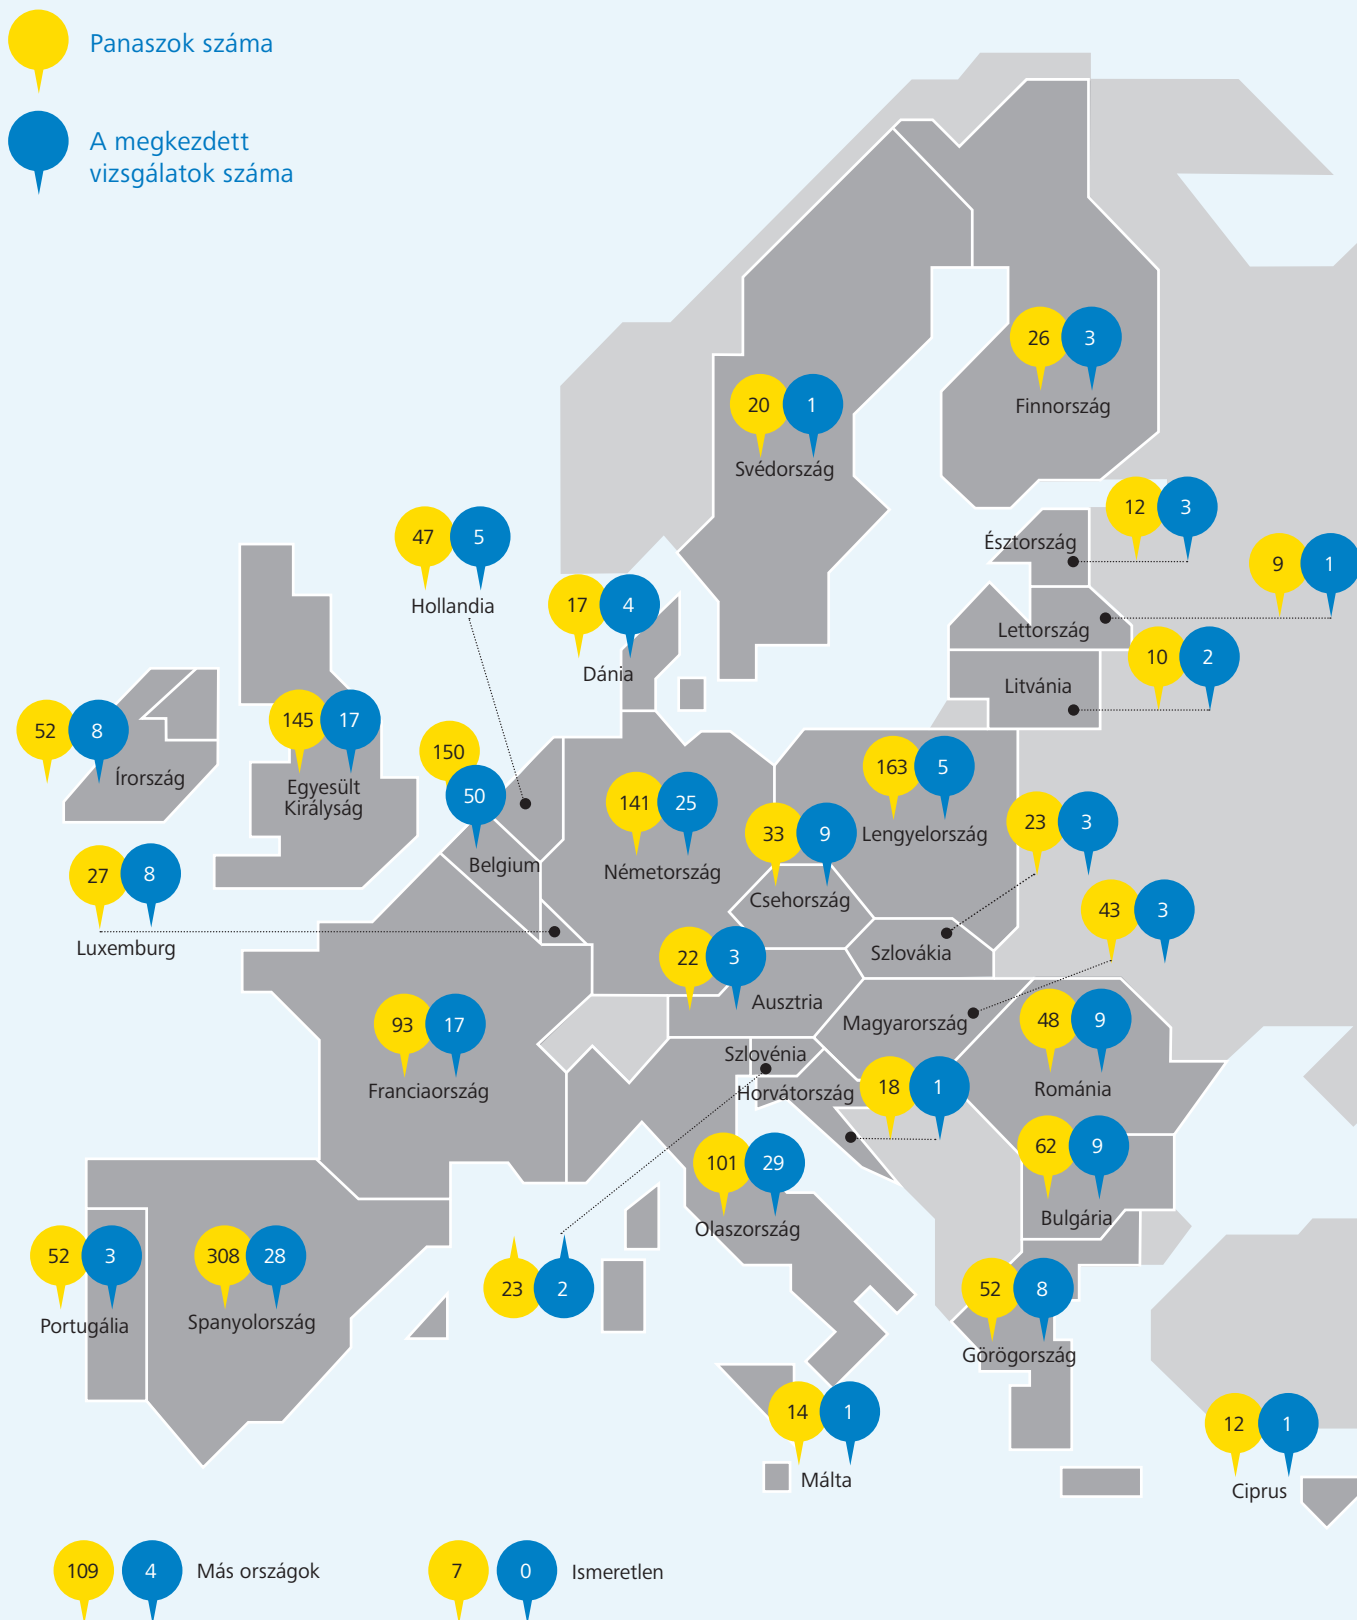 Panaszok száma
A megkezdett
vizsgálatok száma
26 3
Finnország
20 1
Svédország
12 3
Észtország
47 5
Hollandia
9 1
Lettország
17 4
Dánia
10 2
Litvánia
52 8
Írország
145 17
Egyesült
Királyság
150
50
Belgium
141 25
Németország
163 5
Lengyelország
33 9
Csehország
23 3
Szlovákia
27 8
Luxemburg
43 3
Magyarország
22 3
Ausztria
93 17
Franciaország
48 9
Románia
Szlovénia
18 1
Horvátország
62 9
Bulgária
101 29
Olaszország
52 3
Portugália
308 28
Spanyolország
23 2
52 8
Görögország
14 1
Málta
12 1
Ciprus
109 4 Más országok
7 0 Ismeretlen